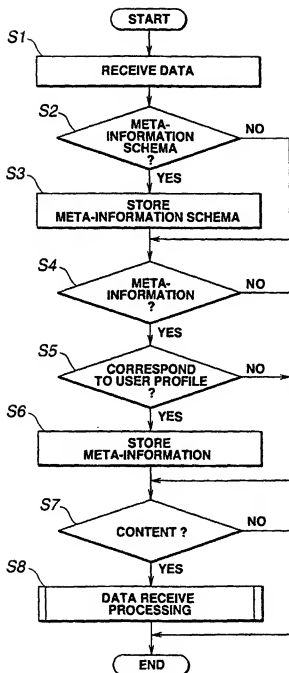 START
S1
RECEIVE DATA
S2
META-
INFORMATION
SCHEMA
?
NO
YES
S3
STORE
META-INFORMATION SCHEMA
S4
META-
INFORMATION
?
NO
YES
S5
CORRESPOND
TO USER PROFILE
?
NO
YES
S6
STORE
META-INFORMATION
S7
CONTENT ?
NO
YES
S8
DATA RECEIVE
PROCESSING
END